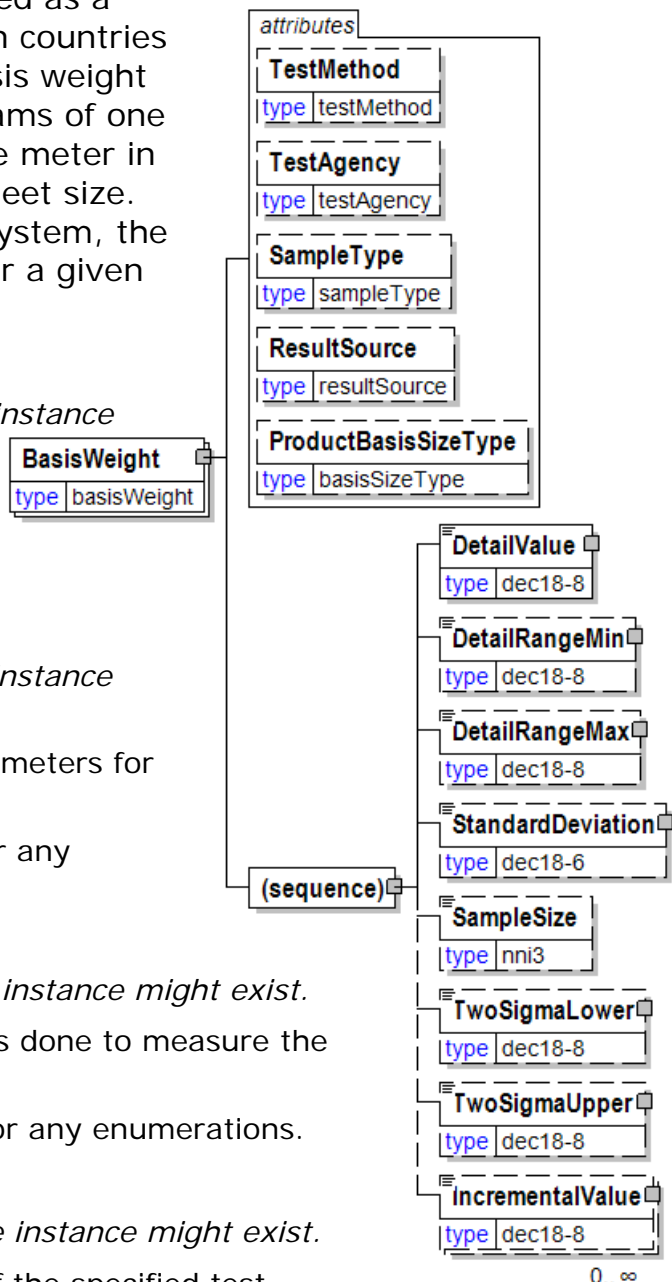 ed as a
n countries
sis weight
ams of one
e meter in
eet size.
ystem, the
r a given
instance
nstance
meters for
r any
instance might exist.
s done to measure the
or any enumerations.
e instance might exist.
f the specified test
BasisWeight
type basisWeight
attributes
TestMethod
type testMethod
TestAgency
type testAgency
SampleType
type sampleType
ResultSource
type resultSource
ProductBasisSizeType
type basisSizeType
(sequence)
DetailValue
type dec18-8
DetailRangeMin
type dec18-8
DetailRangeMax
type dec18-8
StandardDeviation
type dec18-6
SampleSize
type nni3
TwoSigmaLower
type dec18-8
TwoSigmaUpper
type dec18-8
IncrementalValue
type dec18-8
0 ∞